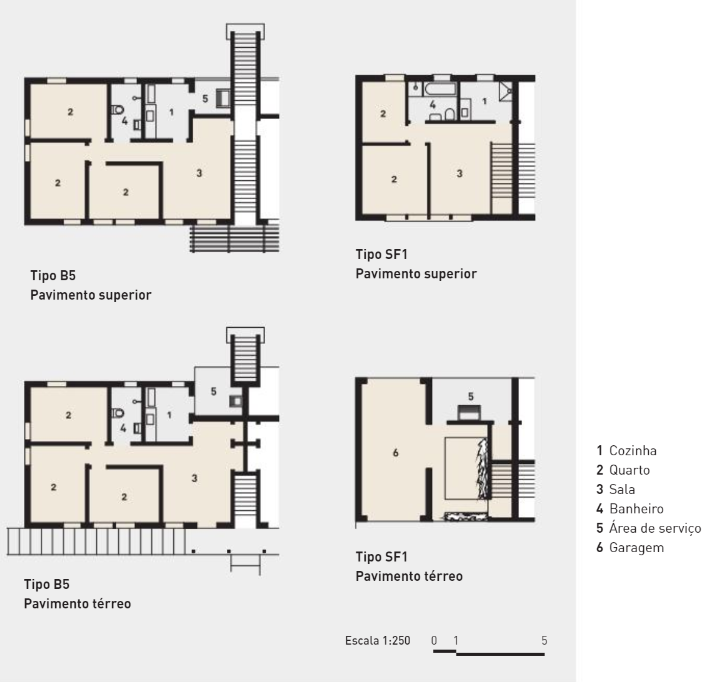 2
4
1
5
2
2
3
Tipo B5
Pavimento superior
2
4
1
2
3
Tipo SF1
Pavimento superior
2
4
1
5
2
2
3
Tipo B5
Pavimento térreo
5
6
Tipo SF1
Pavimento térreo
1 Cozinha
2 Quarto
3 Sala
4 Banheiro
5 Área de serviço
6 Garagem
Escala 1:250 0 1 5